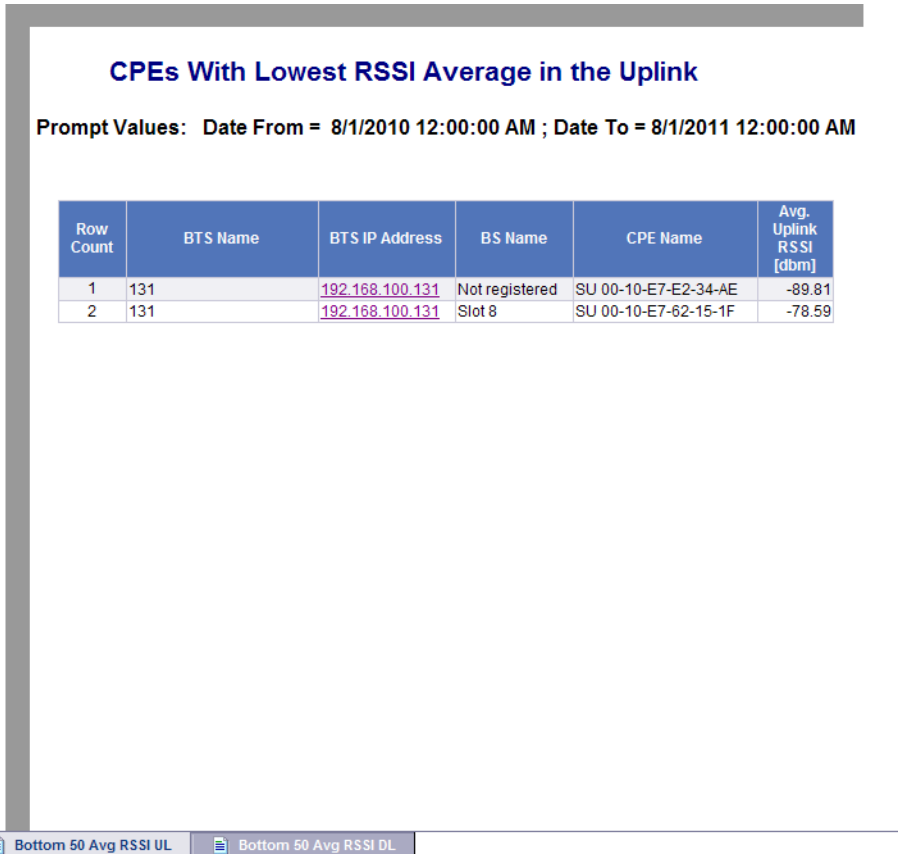 CPEs With Lowest RSSI Average in the Uplink
Prompt Values: Date From = 8/1/2010 12:00:00 AM ; Date To = 8/1/2011 12:00:00 AM
Row Count BTS Name BTS IP Address BS Name CPE Name Avg. Uplink RSSI [dbm]
1 131 192.168.100.131 Not registered SU 00-10-E7-E2-34-AE -89.81
2 131 192.168.100.131 Slot 8 SU 00-10-E7-62-15-1F -78.59
Bottom 50 Avg RSSI UL Bottom 50 Avg RSSI DL